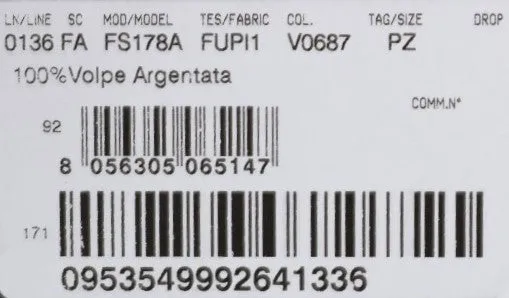 LN/LINE SC MOD/MODEL TES/FABRIC COL. TAG/SIZE DROP
0136 FA FS178A FUPI1 V0687 PZ
100%Volpe Argentata
COMM.N°
92
8 056305 065147
171
0953549992641336